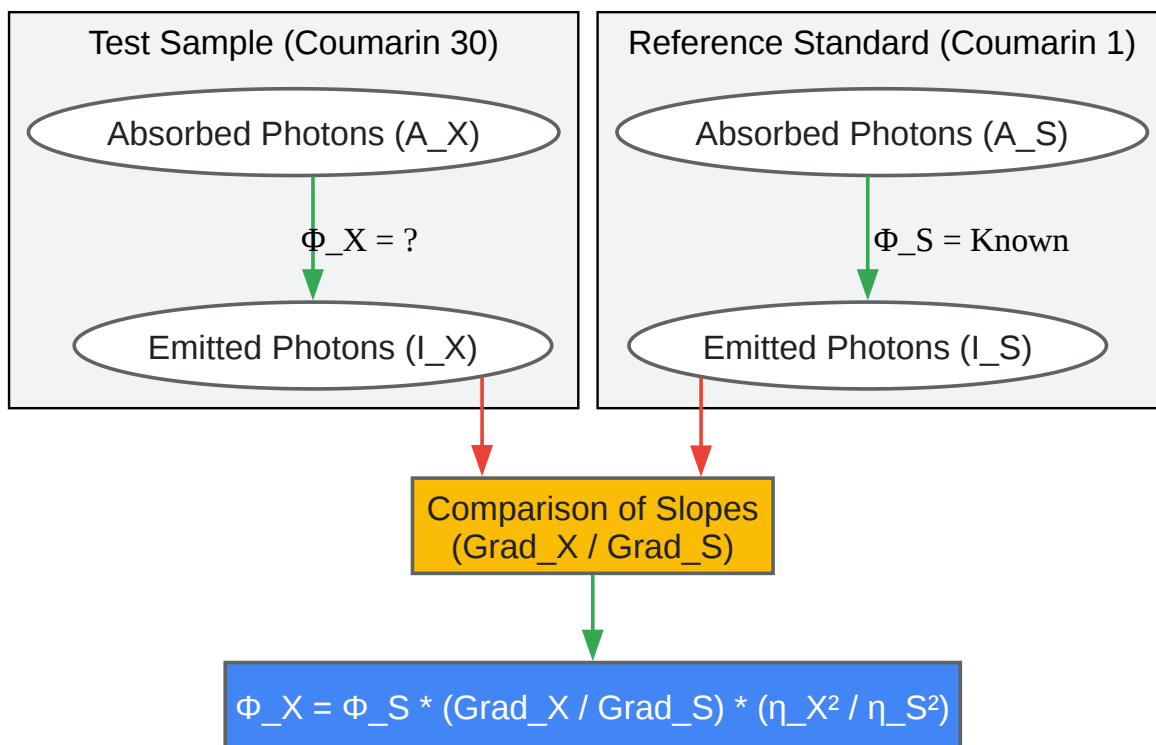 Test Sample (Coumarin 30)
Absorbed Photons (A_X)
Φ_X = ?
Emitted Photons (I_X)
Reference Standard (Coumarin 1)
Absorbed Photons (A_S)
Φ_S = Known
Emitted Photons (I_S)
Comparison of Slopes
(Grad_X / Grad_S)
Φ_X = Φ_S * (Grad_X / Grad_S) * (η_X² / η_S²)